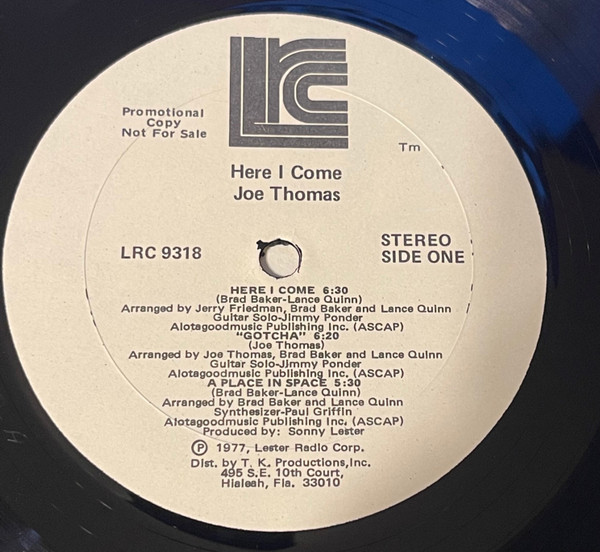 LRC
Promotional
Copy
Not For Sale
Tm
Here I Come
Joe Thomas
LRC 9318
STEREO
SIDE ONE
HERE I COME 6:30
(Brad Baker-Lance Quinn)
Arranged by Jerry Friedman, Brad Baker and Lance Quinn
Guitar Solo-Jimmy Ponder
Alotagoodmusic Publishing Inc. (ASCAP)
"GOTCHA" 6:20
(Joe Thomas)
Arranged by Joe Thomas, Brad Baker and Lance Quinn
Guitar Solo-Jimmy Ponder
Alotagoodmusic Publishing Inc. (ASCAP)
A PLACE IN SPACE 5:30
(Brad Baker-Lance Quinn)
Arranged by Brad Baker and Lance Quinn
Synthesizer-Paul Griffin
Alotagoodmusic Publishing Inc. (ASCAP)
Produced by: Sonny Lester
Ⓟ 1977, Lester Radio Corp.
Dist. by T. K. Productions,Inc.
495 S.E. 10th Court,
Hialeah, Fla. 33010